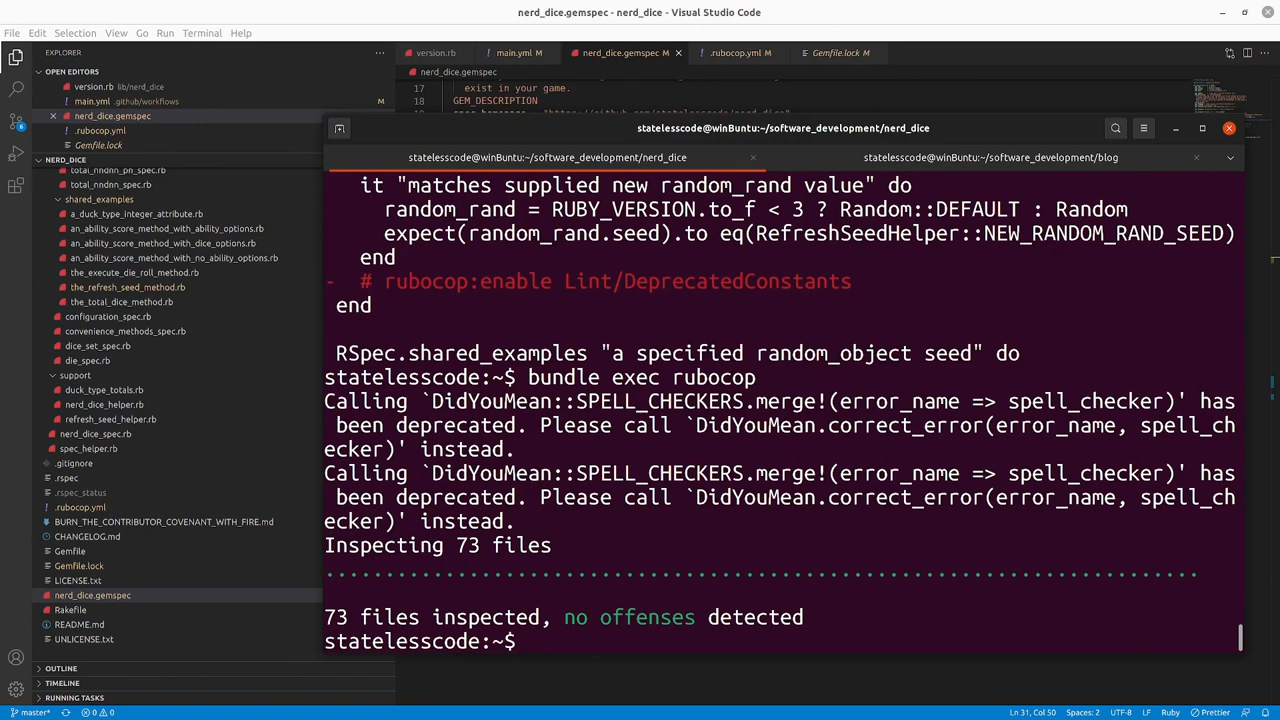 nerd_dice.gemspec - nerd_dice - Visual Studio Code
File Edit Selection View Go Run Terminal Help
EXPLORER
version.rb main.yml M nerd_dice.gemspec M .rubocop.yml M Gemfile.lock M
OPEN EDITORS
version.rb lib/nerd_dice
main.yml .github/workflows M
nerd_dice.gemspec
.rubocop.yml
Gemfile.lock
nerd_dice.gemspec
17 exist in your game.
18 GEM_DESCRIPTION
NERD_DICE
total_nndnn_pn_spec.rb
total_nndnn_spec.rb
shared_examples
a_duck_type_integer_attribute.rb
an_ability_score_method_with_ability_options.rb
an_ability_score_method_with_dice_options.rb
an_ability_score_method_with_no_ability_options.rb
the_execute_die_roll_method.rb
the_refresh_seed_method.rb
the_total_dice_method.rb
configuration_spec.rb
convenience_methods_spec.rb
dice_set_spec.rb
die_spec.rb
support
duck_type_totals.rb
nerd_dice_helper.rb
refresh_seed_helper.rb
nerd_dice_spec.rb
spec_helper.rb
.gitignore
.rspec
.rspec_status
.rubocop.yml
BURN_THE_CONTRIBUTOR_COVENANT_WITH_FIRE.md
CHANGELOG.md
Gemfile
Gemfile.lock
LICENSE.txt
nerd_dice.gemspec
Rakefile
README.md
UNLICENSE.txt
OUTLINE
TIMELINE
RUNNING TASKS
6
statelesscode@winBuntu:~/software_development/nerd_dice
statelesscode@winBuntu:~/software_development/nerd_dice statelesscode@winBuntu:~/software_development/blog
it "matches supplied new random_rand value" do
random_rand = RUBY_VERSION.to_f < 3 ? Random::DEFAULT : Random
expect(random_rand.seed).to eq(RefreshSeedHelper::NEW_RANDOM_RAND_SEED)
end
- # rubocop:enable Lint/DeprecatedConstants
end
RSpec.shared_examples "a specified random_object seed" do
statelesscode:~$ bundle exec rubocop
Calling `DidYouMean::SPELL_CHECKERS.merge!(error_name => spell_checker)' has
been deprecated. Please call `DidYouMean.correct_error(error_name, spell_ch
ecker)' instead.
Calling `DidYouMean::SPELL_CHECKERS.merge!(error_name => spell_checker)' has
been deprecated. Please call `DidYouMean.correct_error(error_name, spell_ch
ecker)' instead.
Inspecting 73 files
...................................................................
73 files inspected, no offenses detected
statelesscode:~$
master* 0 0 Ln 31, Col 50 Spaces: 2 UTF-8 LF Ruby Prettier